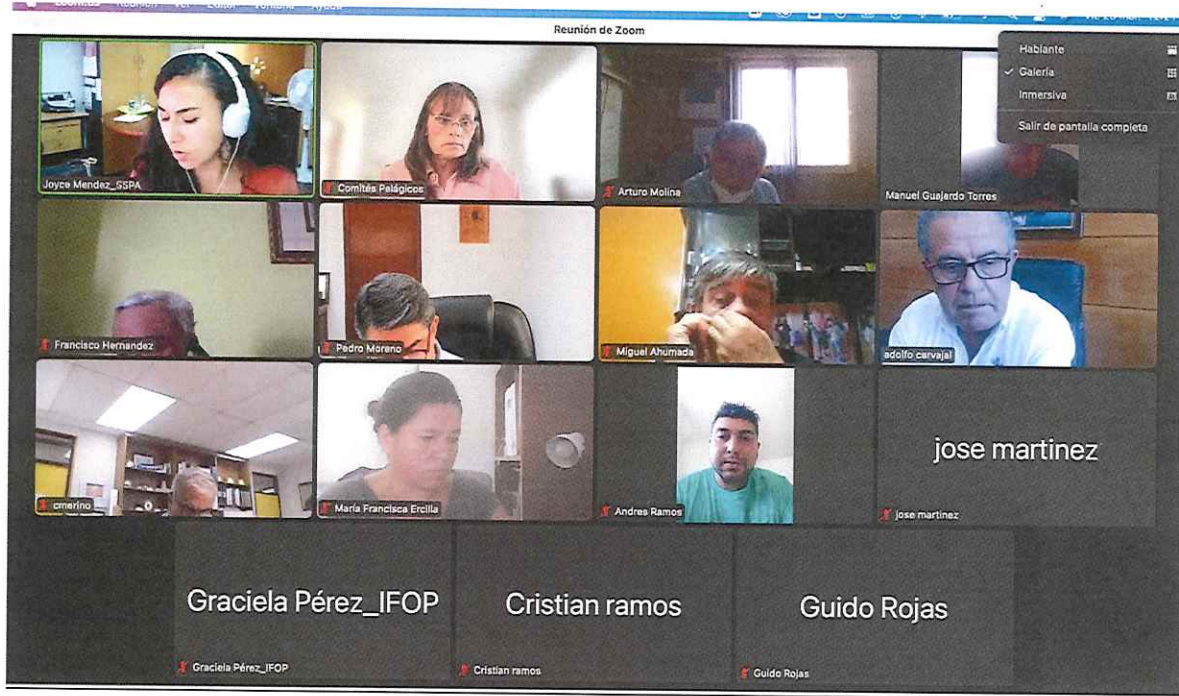 Reunión de Zoom
Hablante
Galería
Inmersiva
Salir de pantalla completa
Joyce Mendez_SSPA
Comités Pelágicos
Arturo Molina
Manuel Guajardo Torres
Francisco Hernandez
Pedro Moreno
Miguel Ahumada
adolfo carvajal
cmerino
María Francisca Ercilla
Andres Ramos
jose martinez
jose martinez
Graciela Pérez_IFOP
Cristian ramos
Guido Rojas
Graciela Pérez_IFOP
Cristian ramos
Guido Rojas